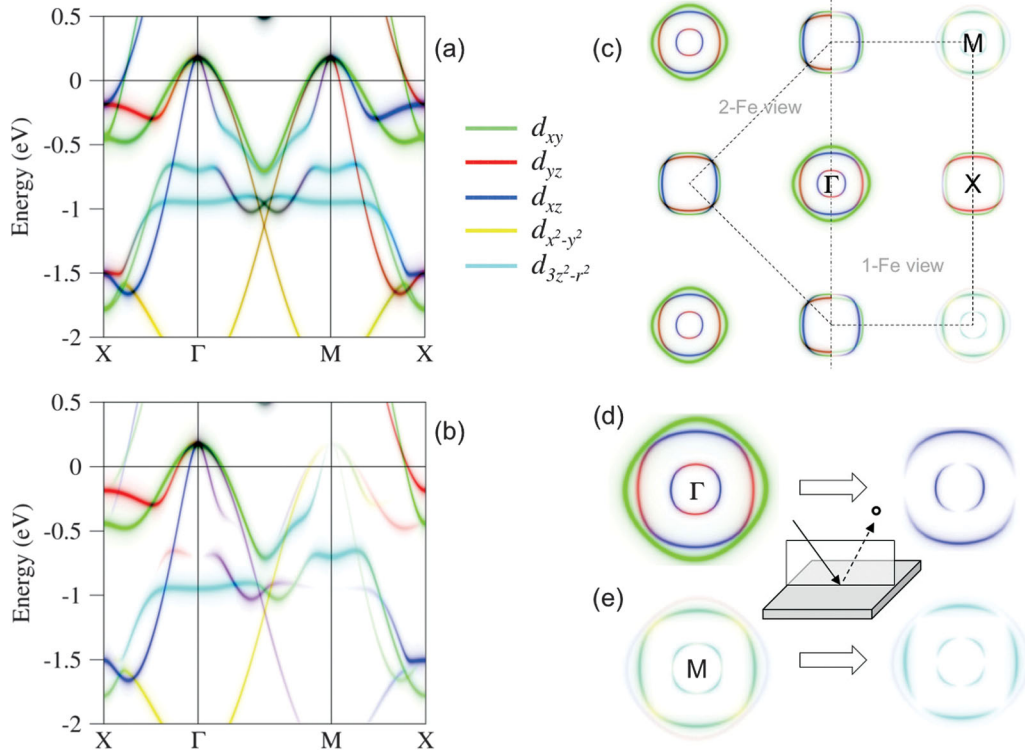 (a)
0.5
0
-0.5
-1
-1.5
-2
Energy (eV)
X Γ M X
d_xy
d_yz
d_xz
d_x²-y²
d_3z²-r²
(b)
0.5
0
-0.5
-1
-1.5
-2
Energy (eV)
X Γ M X
(c)
M
2-Fe view
Γ
X
1-Fe view
(d)
Γ
(e)
M